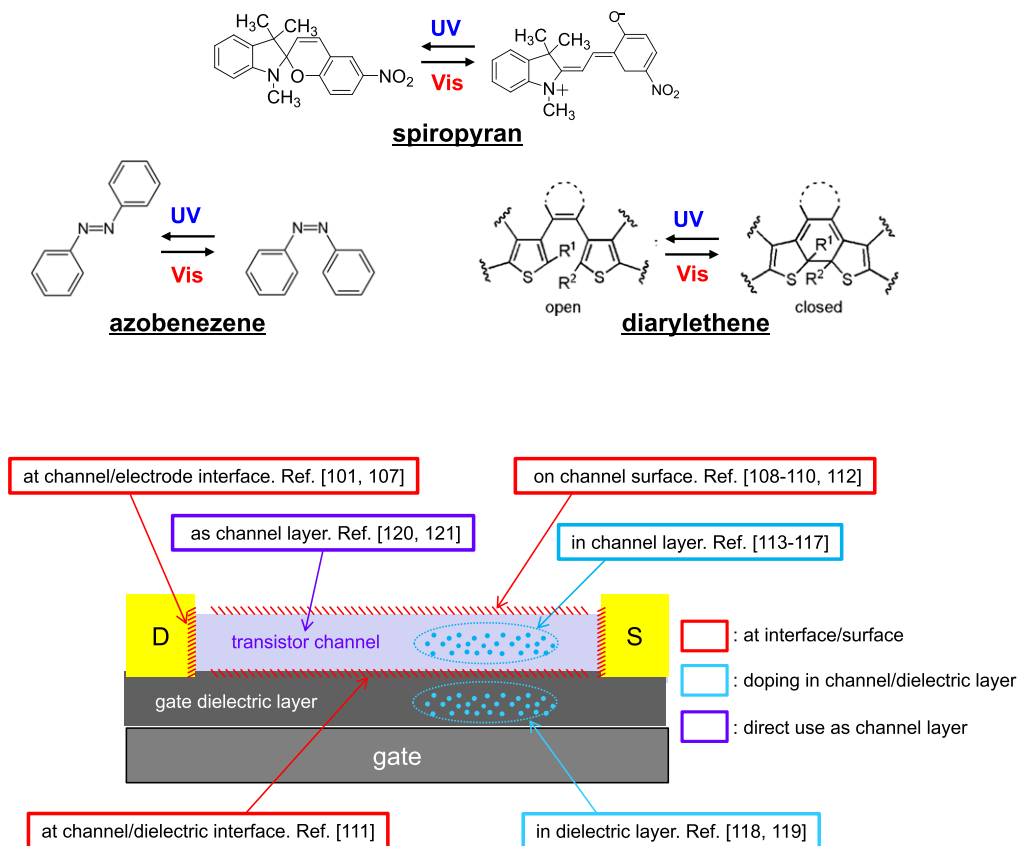 H₃C CH₃
N O NO₂
CH₃
UV
Vis
H₃C CH₃
O⁻
N+
CH₃
NO₂
spiropyran
N=N
UV
Vis
N=N
azobenezene
R¹
S R² S
open
:
UV
Vis
R¹
S R² S
closed
diarylethene
at channel/electrode interface. Ref. [101, 107]
on channel surface. Ref. [108-110, 112]
as channel layer. Ref. [120, 121]
in channel layer. Ref. [113-117]
D
transistor channel
S
gate dielectric layer
gate
: at interface/surface
: doping in channel/dielectric layer
: direct use as channel layer
at channel/dielectric interface. Ref. [111]
in dielectric layer. Ref. [118, 119]